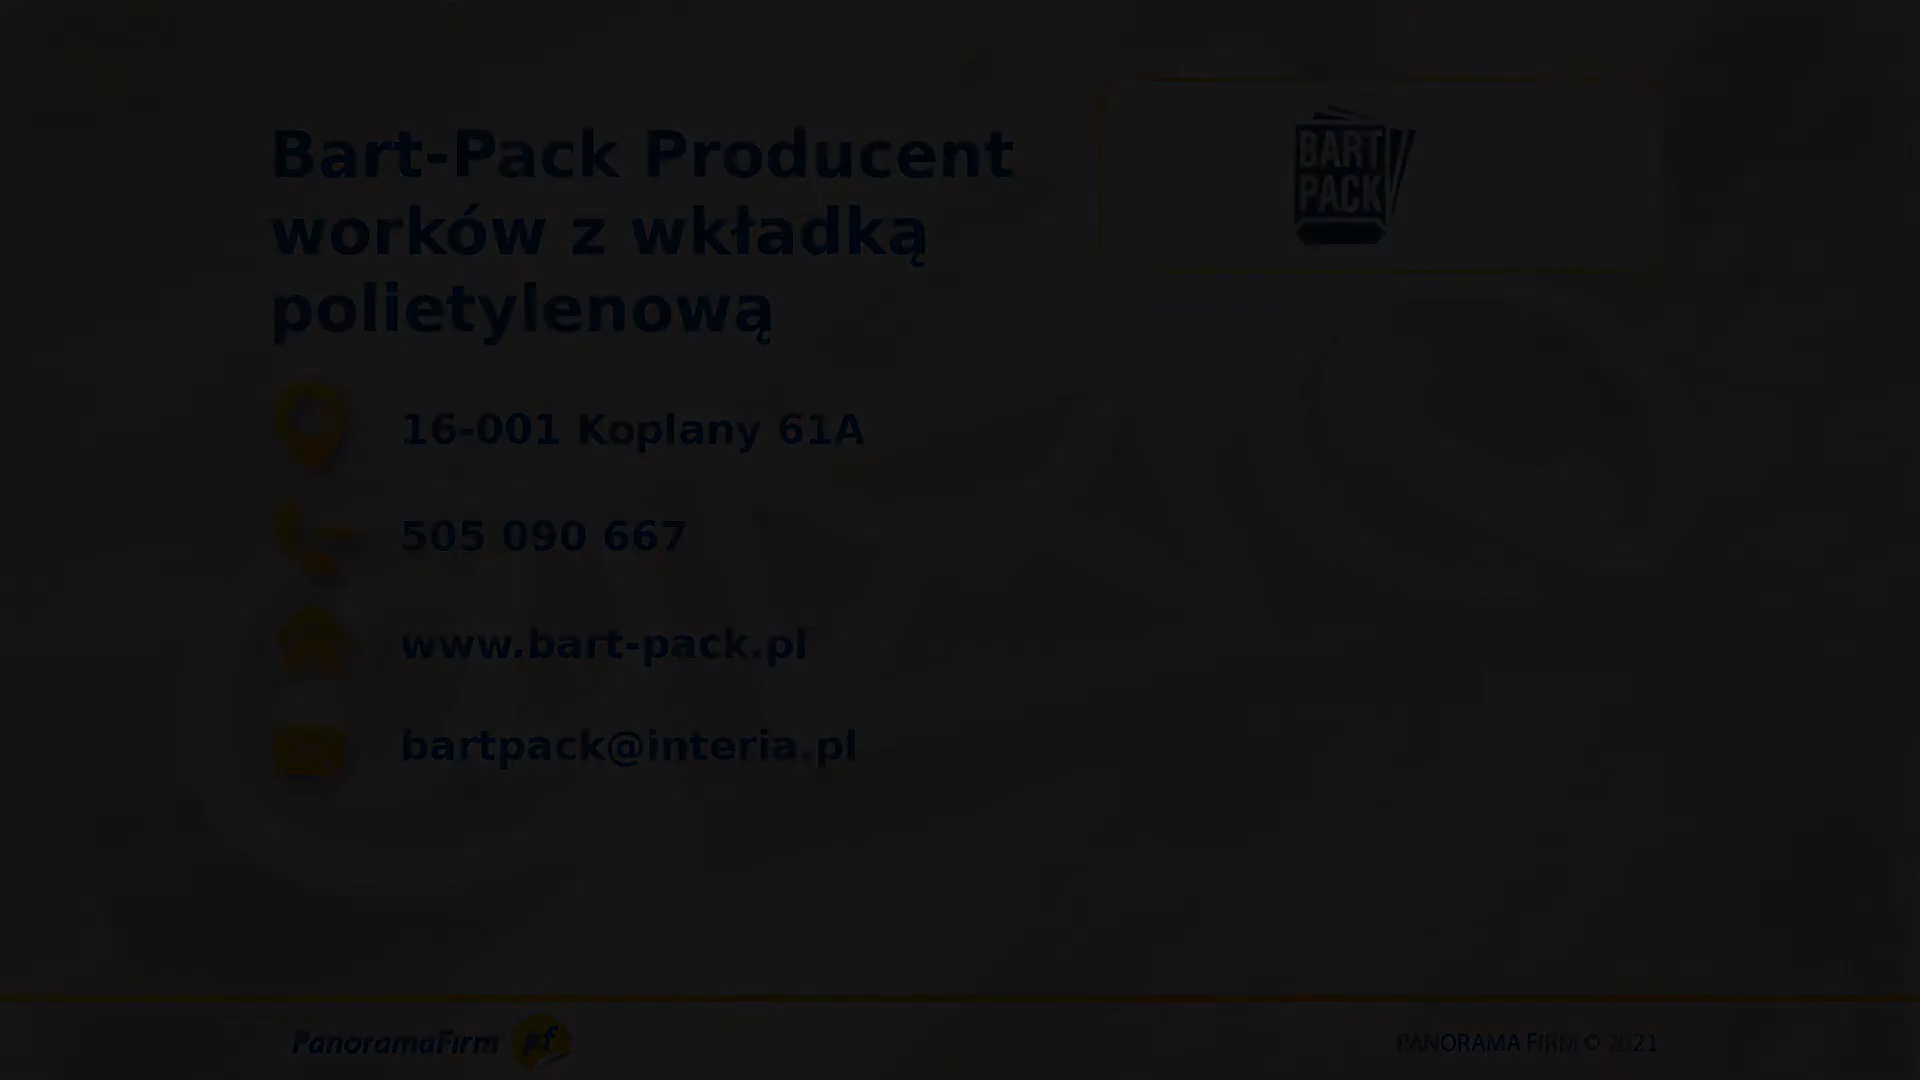 Bart-Pack Producent
worków z wkładką
polietylenową
BART
PACK
16-001 Koplany 61A
505 090 667
www.bart-pack.pl
bartpack@interia.pl
PanoramaFirm pf
PANORAMA FIRM © 2021